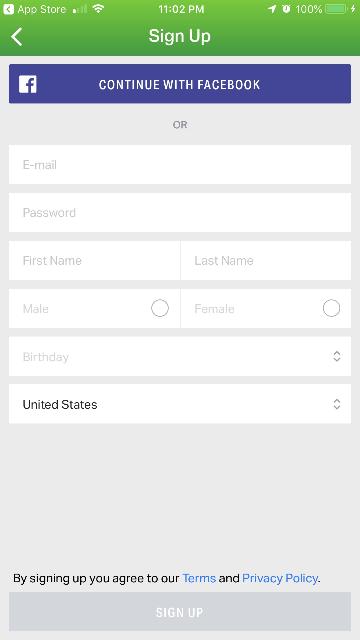 App Store 11:02 PM 100%
Sign Up
CONTINUE WITH FACEBOOK
OR
E-mail
Password
First Name Last Name
Male Female
Birthday
United States
By signing up you agree to our Terms and Privacy Policy.
SIGN UP